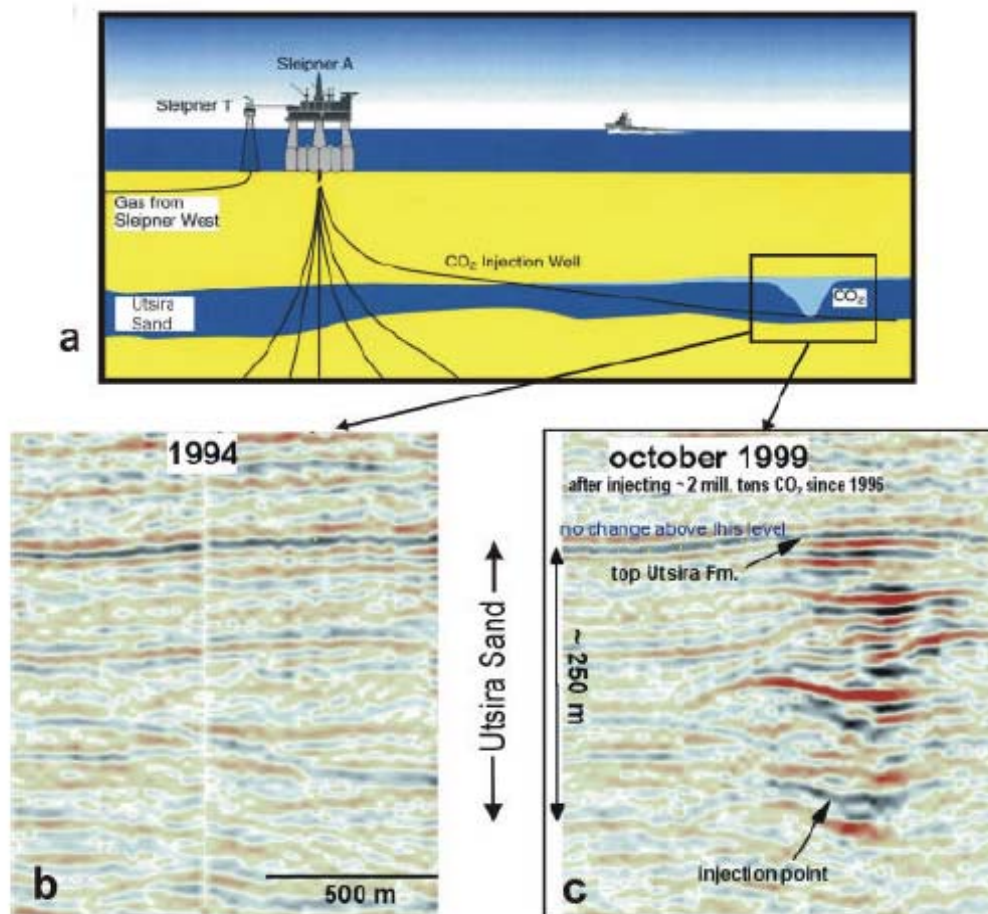 Sleipner A
Sleipner T
Gas from
Sleipner West
CO₂ Injection Well
CO₂
Utsira
Sand
a
1994
october 1999
after injecting ~2 mill. tons CO₂ since 1996
no change above this level
top Utsira Fm.
Utsira Sand
~ 250 m
injection point
500 m
b
c